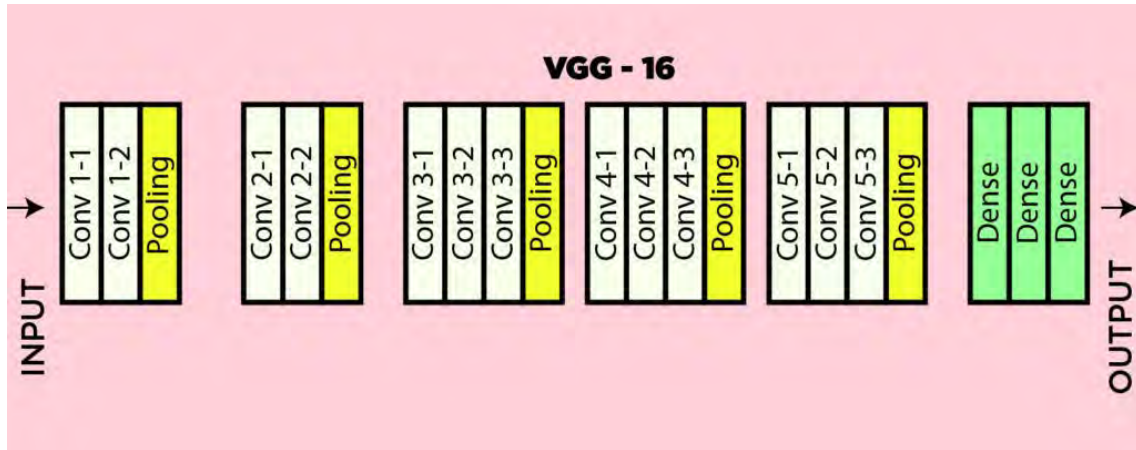 VGG - 16
INPUT
Conv 1-1
Conv 1-2
Pooling
Conv 2-1
Conv 2-2
Pooling
Conv 3-1
Conv 3-2
Conv 3-3
Pooling
Conv 4-1
Conv 4-2
Conv 4-3
Pooling
Conv 5-1
Conv 5-2
Conv 5-3
Pooling
Dense
Dense
Dense
OUTPUT